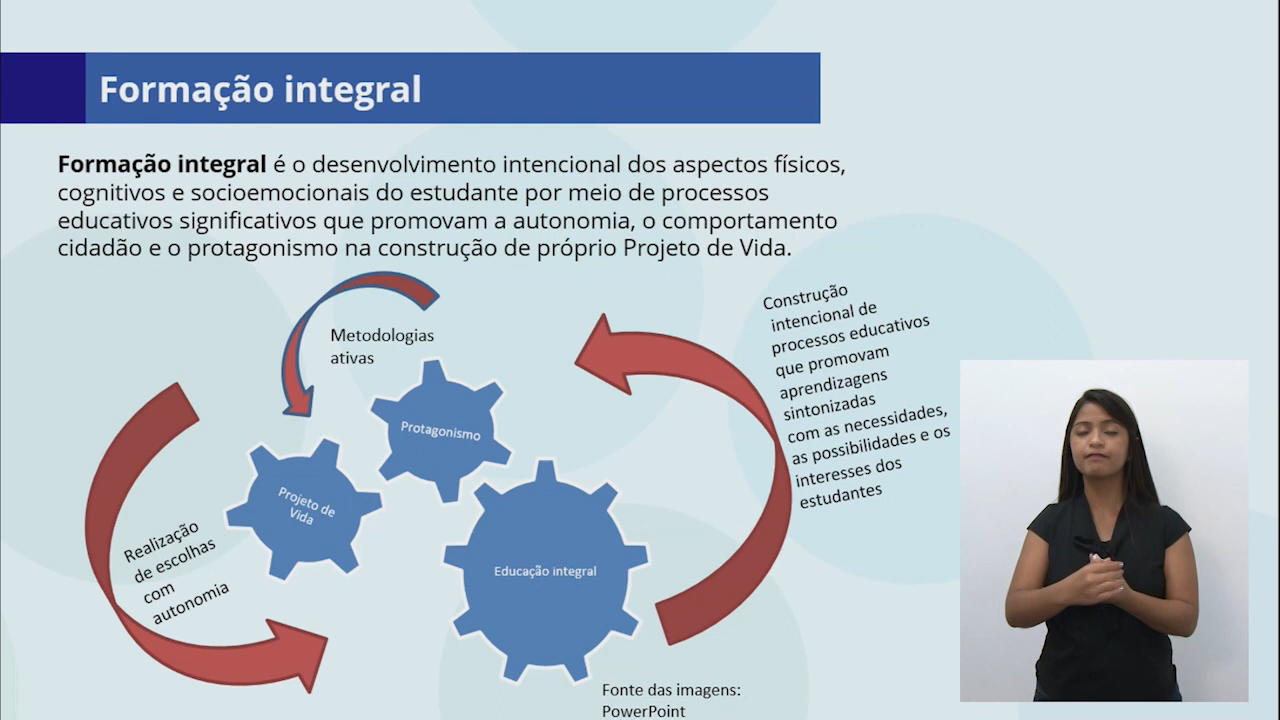 Formação integral
Formação integral é o desenvolvimento intencional dos aspectos físicos,
cognitivos e socioemocionais do estudante por meio de processos
educativos significativos que promovam a autonomia, o comportamento
cidadão e o protagonismo na construção de próprio Projeto de Vida.
Metodologias
ativas
Protagonismo
Projeto de
Vida
Educação integral
Realização
de escolhas
com
autonomia
Construção
intencional de
processos educativos
que promovam
aprendizagens
sintonizadas
com as necessidades,
as possibilidades e os
interesses dos
estudantes
Fonte das imagens:
PowerPoint